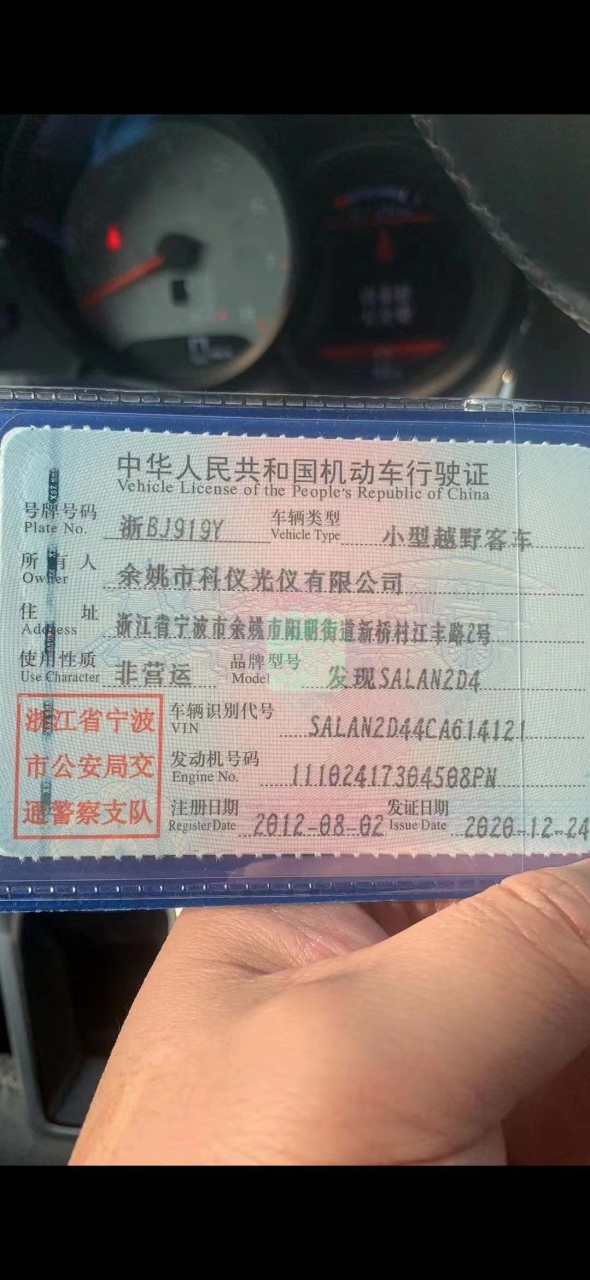 中华人民共和国机动车行驶证
Vehicle License of the People's Republic of China
号牌号码 浙BJ919Y 车辆类型 小型越野客车
Plate No. Vehicle Type
所有人 余姚市科仪光仪有限公司
Owner
住址 浙江省宁波市余姚市阳明街道新桥村江丰路2号
Address
使用性质 非营运 品牌型号 发现SALAN2D4
Use Character Model
浙江省宁波
市公安局交
通警察支队
车辆识别代号 SALAN2D44CA614121
VIN
发动机号码 11102417304508PN
Engine No.
注册日期 2012-08-02 发证日期 2020-12-24
Register Date Issue Date